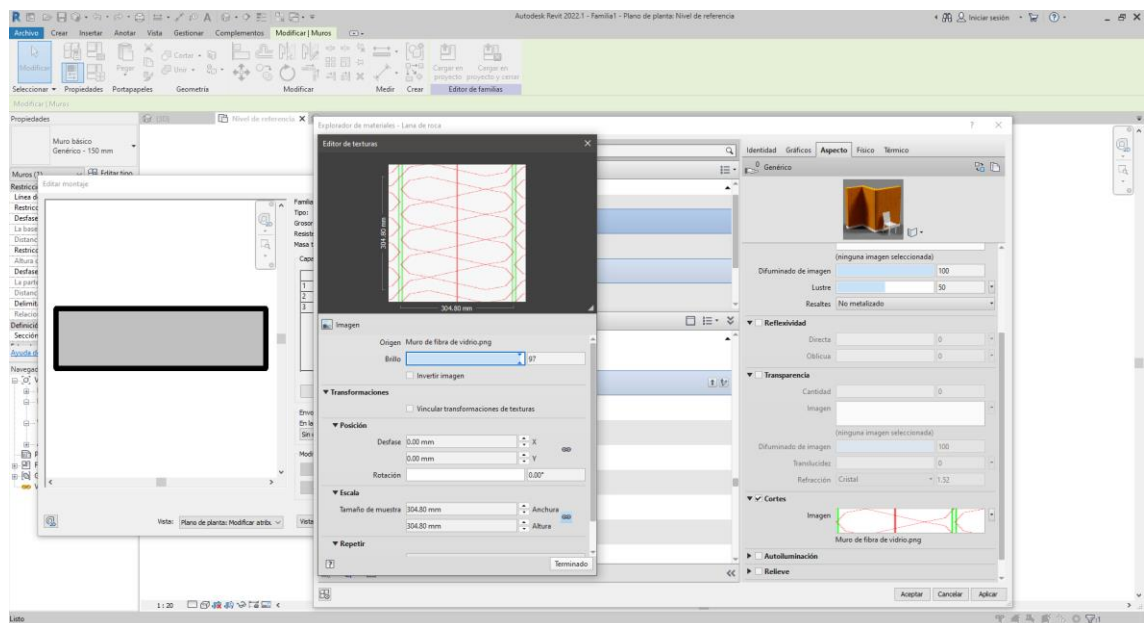 Autodesk Revit 2022.1 - Familia1 - Plano de planta: Nivel de referencia
Iniciar sesión
Archivo Crear Insertar Anotar Vista Gestionar Complementos Modificar | Muros
Modificar
Pegar
Cortar
Unir
Cargar en proyecto
Cargar en proyecto y cerrar
Seleccionar Propiedades Portapapeles Geometría Modificar Medir Crear Editor de familias
Modificar | Muros
Propiedades
Nivel de referencia
Muro básico
Genérico - 150 mm
Muros (1)
Editar tipo
Editar montaje
Explorador de materiales - Lana de roca
Editor de texturas
304.80 mm
304.80 mm
Imagen
Origen Muro de fibra de vidrio.png
Brillo 97
Invertir imagen
Transformaciones
Vincular transformaciones de texturas
Posición
Desfase 0.00 mm X
0.00 mm Y
Rotación 0.00°
Escala
Tamaño de muestra 304.80 mm Anchura
304.80 mm Altura
Repetir
Terminado
Vista: Plano de planta: Modificar atrib.
Vista
Identidad Gráficos Aspecto Físico Térmico
0 Genérico
(ninguna imagen seleccionada)
Difuminado de imagen 100
Lustre 50
Resaltes No metalizado
Reflexividad
Directa 0
Oblicua 0
Transparencia
Cantidad 0
Imagen
(ninguna imagen seleccionada)
Difuminado de imagen 100
Translucidez 0
Refracción Cristal 1.52
Cortes
Imagen
Muro de fibra de vidrio.png
Autoiluminación
Relieve
Aceptar Cancelar Aplicar
1 : 20
Listo